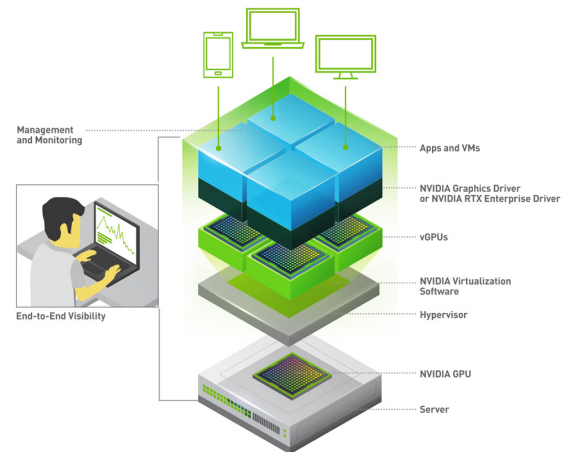 Management
and Monitoring
Apps and VMs
NVIDIA Graphics Driver
or NVIDIA RTX Enterprise Driver
vGPUs
NVIDIA Virtualization
Software
Hypervisor
End-to-End Visibility
NVIDIA GPU
Server